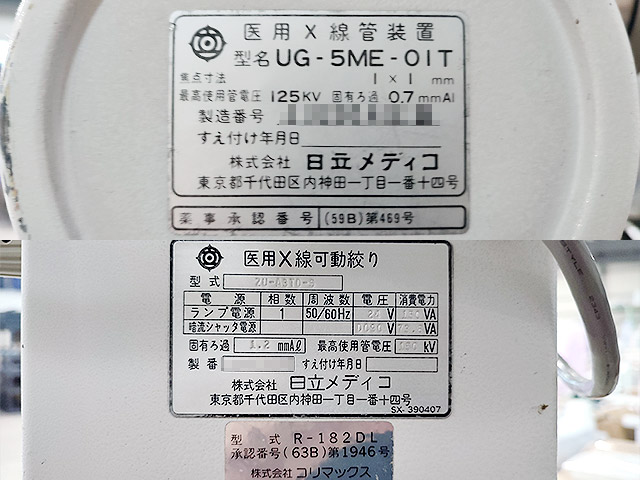 医用X線管装置
型名 UG-5ME-01T
焦点寸法 1×1 mm
最高使用管電圧 125KV 固有ろ過 0.7mmAl
製造番号
すえ付け年月日
株式会社 日立メディコ
東京都千代田区内神田一丁目一番十四号
薬事承認番号 (59B)第469号
医用X線可動絞り
型式
電源 相数 周波数 電圧 消費電力
ランプ電源 1 50/60Hz 24 V VA
暗流シャッタ電源 V VA
固有ろ過 1.2 mmAℓ 最高使用管電圧 kV
製番 すえ付け年月日
株式会社 日立メディコ
東京都千代田区内神田一丁目一番十四号
SX-390407
型式 R-182DL
承認番号(63B)第1946号
株式会社 コリマックス
STYLE 2343